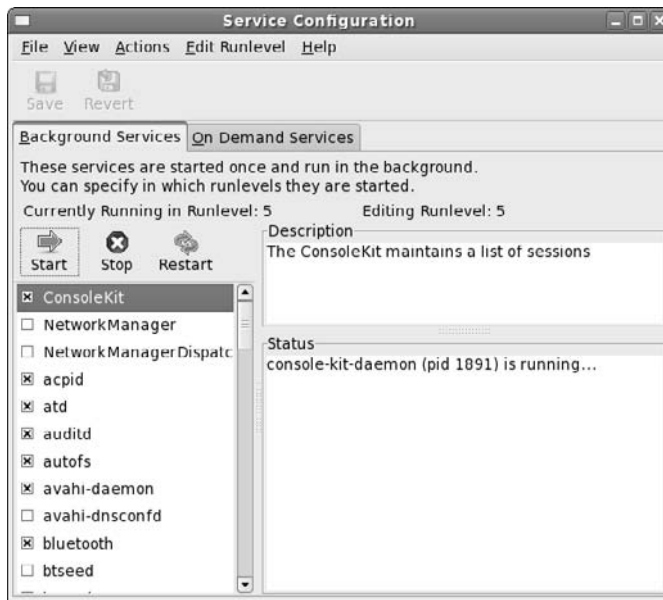 Service Configuration
File View Actions Edit Runlevel Help
Save Revert
Background Services On Demand Services
These services are started once and run in the background.
You can specify in which runlevels they are started.
Currently Running in Runlevel: 5 Editing Runlevel: 5
Start Stop Restart
ConsoleKit
NetworkManager
NetworkManagerDispatc
acpid
atd
auditd
autofs
avahi-daemon
avahi-dnsconfd
bluetooth
btseed
Description
The ConsoleKit maintains a list of sessions
Status
console-kit-daemon (pid 1891) is running...